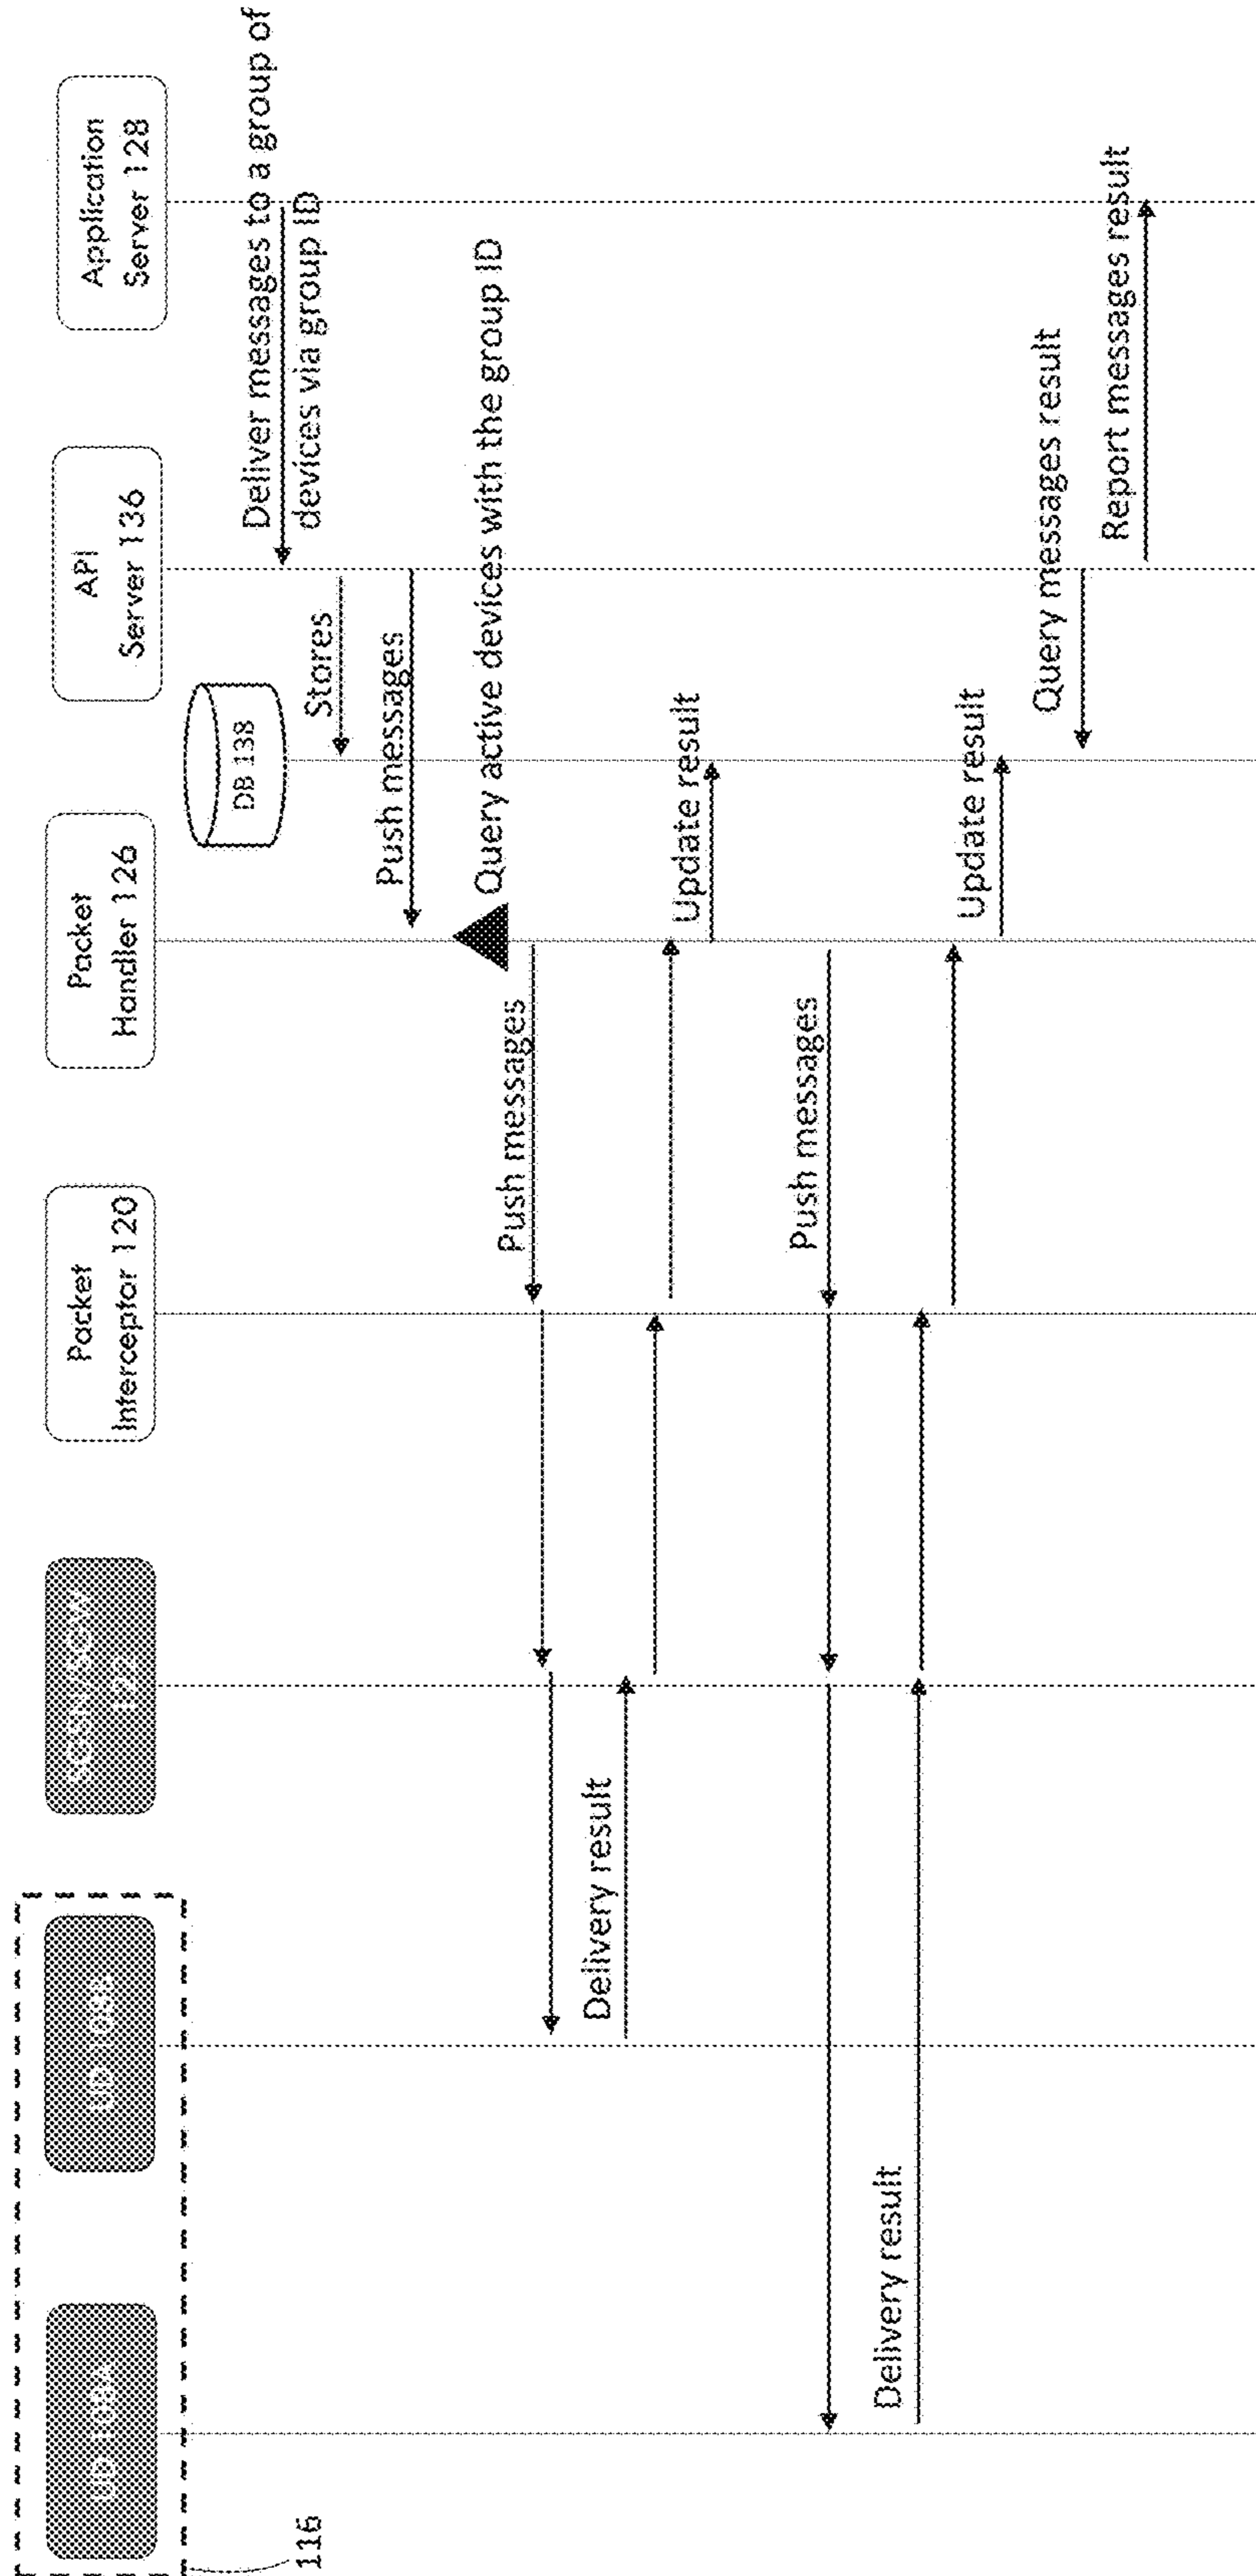 116
Packet
Interceptor 120
Packet
Handler 126
DB 138
API
Server 136
Application
Server 128
Deliver messages to a group of
devices via group ID
Stores
Push messages
Query active devices with the group ID
Push messages
Delivery result
Update result
Push messages
Delivery result
Update result
Query messages result
Report messages result